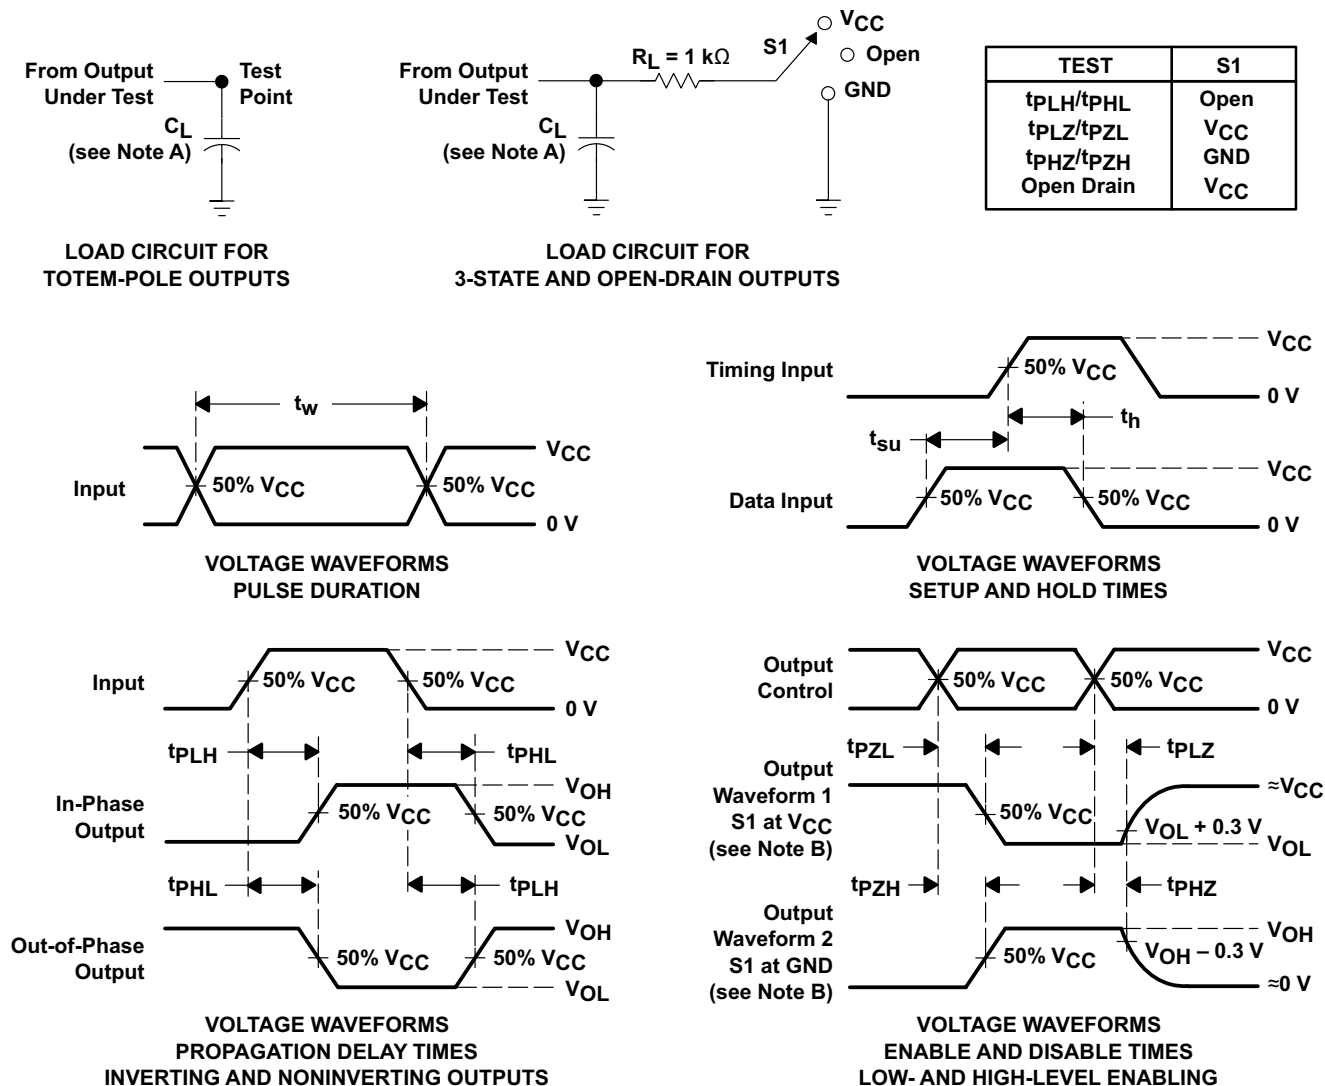 From Output
Under Test
Test
Point
CL
(see Note A)
LOAD CIRCUIT FOR
TOTEM-POLE OUTPUTS
From Output
Under Test
RL = 1 kΩ
S1
VCC
Open
GND
CL
(see Note A)
LOAD CIRCUIT FOR
3-STATE AND OPEN-DRAIN OUTPUTS
TEST S1
tPLH/tPHL Open
tPLZ/tPZL VCC
tPHZ/tPZH GND
Open Drain VCC
tw
Input
50% VCC
50% VCC
VCC
0 V
VOLTAGE WAVEFORMS
PULSE DURATION
Timing Input
50% VCC
VCC
0 V
tsu
th
Data Input
50% VCC
50% VCC
VCC
0 V
VOLTAGE WAVEFORMS
SETUP AND HOLD TIMES
Input
50% VCC
50% VCC
VCC
0 V
tPLH
tPHL
In-Phase
Output
50% VCC
50% VCC
VOH
VOL
tPHL
tPLH
Out-of-Phase
Output
50% VCC
50% VCC
VOH
VOL
VOLTAGE WAVEFORMS
PROPAGATION DELAY TIMES
INVERTING AND NONINVERTING OUTPUTS
Output
Control
50% VCC
50% VCC
VCC
0 V
tPZL
tPLZ
Output
Waveform 1
S1 at VCC
(see Note B)
50% VCC
≈VCC
VOL + 0.3 V
VOL
tPZH
tPHZ
Output
Waveform 2
S1 at GND
(see Note B)
50% VCC
VOH
VOH – 0.3 V
≈0 V
VOLTAGE WAVEFORMS
ENABLE AND DISABLE TIMES
LOW- AND HIGH-LEVEL ENABLING